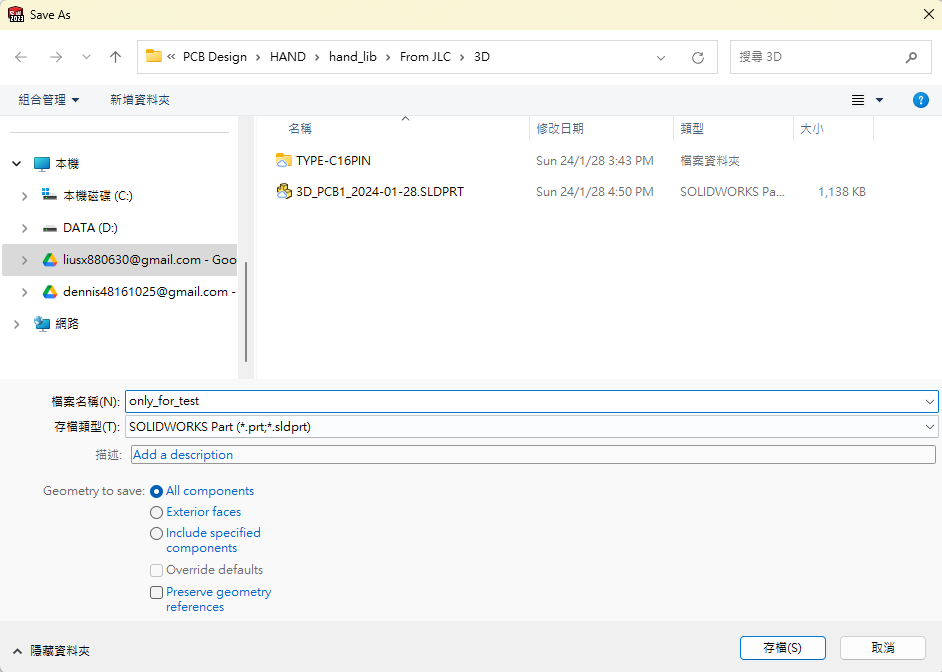 Save As
« PCB Design › HAND › hand_lib › From JLC › 3D
搜尋 3D
組合管理 新增資料夾
名稱 修改日期 類型 大小
TYPE-C16PIN Sun 24/1/28 3:43 PM 檔案資料夾
3D_PCB1_2024-01-28.SLDPRT Sun 24/1/28 4:50 PM SOLIDWORKS Pa... 1,138 KB
本機
本機磁碟 (C:)
DATA (D:)
liusx880630@gmail.com - Goo
dennis48161025@gmail.com -
網路
檔案名稱(N): only_for_test
存檔類型(T): SOLIDWORKS Part (*.prt;*.sldprt)
描述: Add a description
Geometry to save: All components
Exterior faces
Include specified
components
Override defaults
Preserve geometry
references
隱藏資料夾
存檔(S) 取消